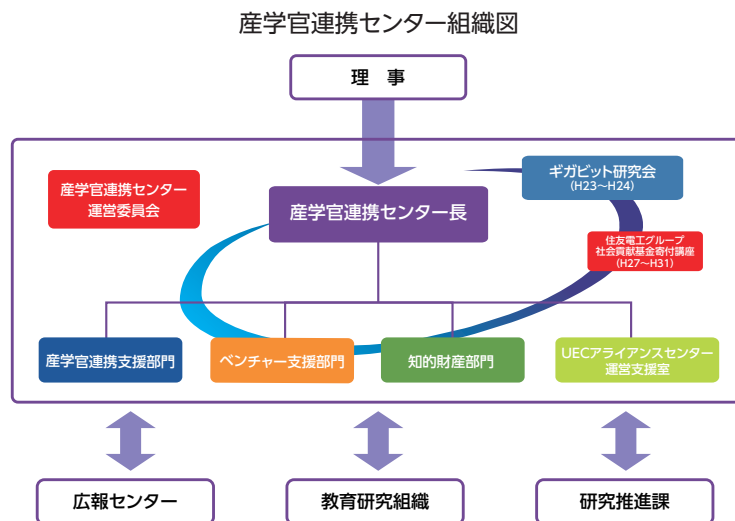 産学官連携センター組織図
理 事
産学官連携センター
運営委員会
産学官連携センター長
ギガビット研究会
(H23〜H24)
住友電工グループ
社会貢献基金寄付講座
(H27〜H31)
産学官連携支援部門
ベンチャー支援部門
知的財産部門
UECアライアンスセンター
運営支援室
広報センター
教育研究組織
研究推進課